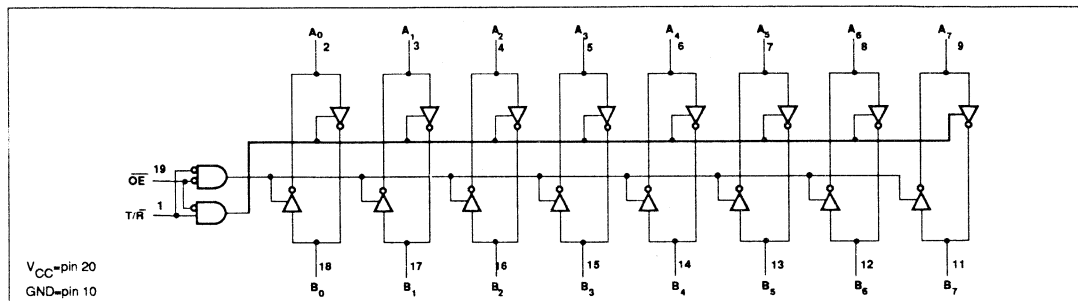 A0 A1 A2 A3 A4 A5 A6 A7
2 3 4 5 6 7 8 9
OE 19
T/R 1
18 17 16 15 14 13 12 11
B0 B1 B2 B3 B4 B5 B6 B7
VCC=pin 20
GND=pin 10